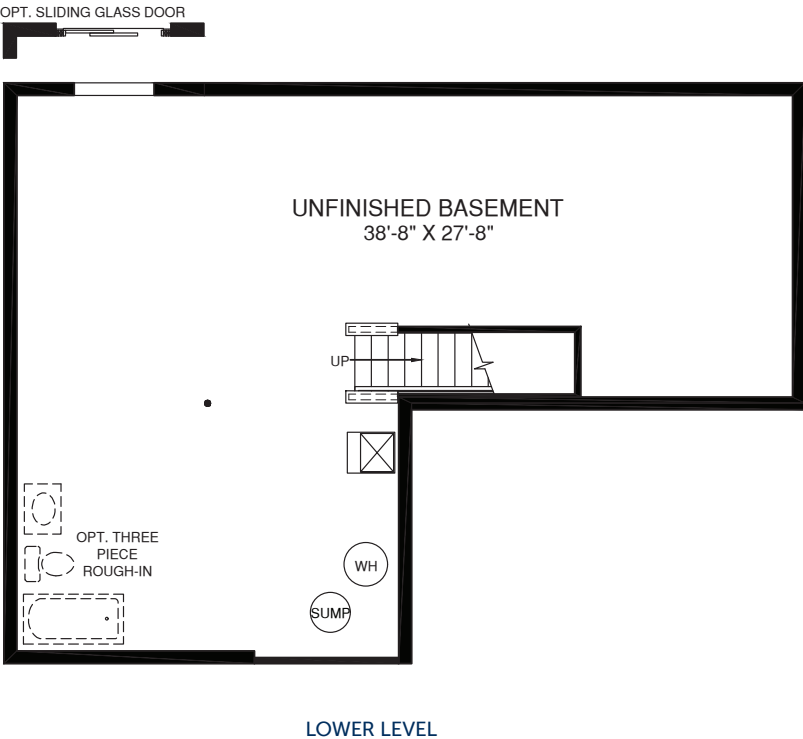 OPT. SLIDING GLASS DOOR
UNFINISHED BASEMENT
38'-8" X 27'-8"
UP
OPT. THREE
PIECE
ROUGH-IN
WH
SUMP
LOWER LEVEL